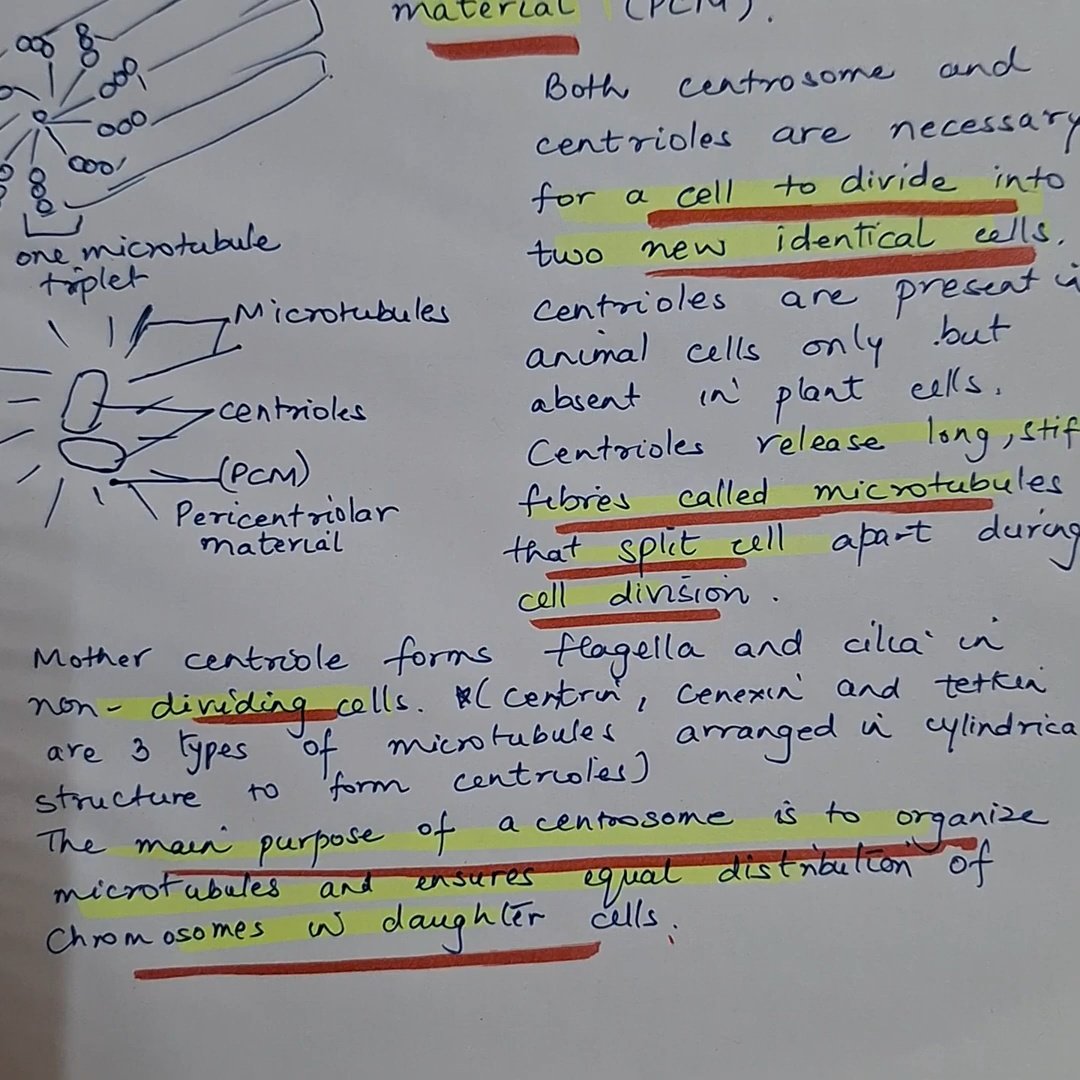 material (PCM).
Both centrosome and
centrioles are necessary
for a cell to divide into
two new identical cells.
centrioles are present in
animal cells only but
absent in plant cells.
Centrioles release long, stif
fibries called microtubules
that split cell apart during
cell division.
one microtubule
triplet
Microtubules
centrioles
(PCM)
Pericentriolar
material
Mother centriole forms flagella and cilia in
non-dividing cells. *(centrin, cenexin and tetkin
are 3 types of microtubules arranged in cylindrica
structure to form centrioles)
The main purpose of a centrosome is to organize
microtubules and ensures equal distribution of
Chromosomes in daughter cells.